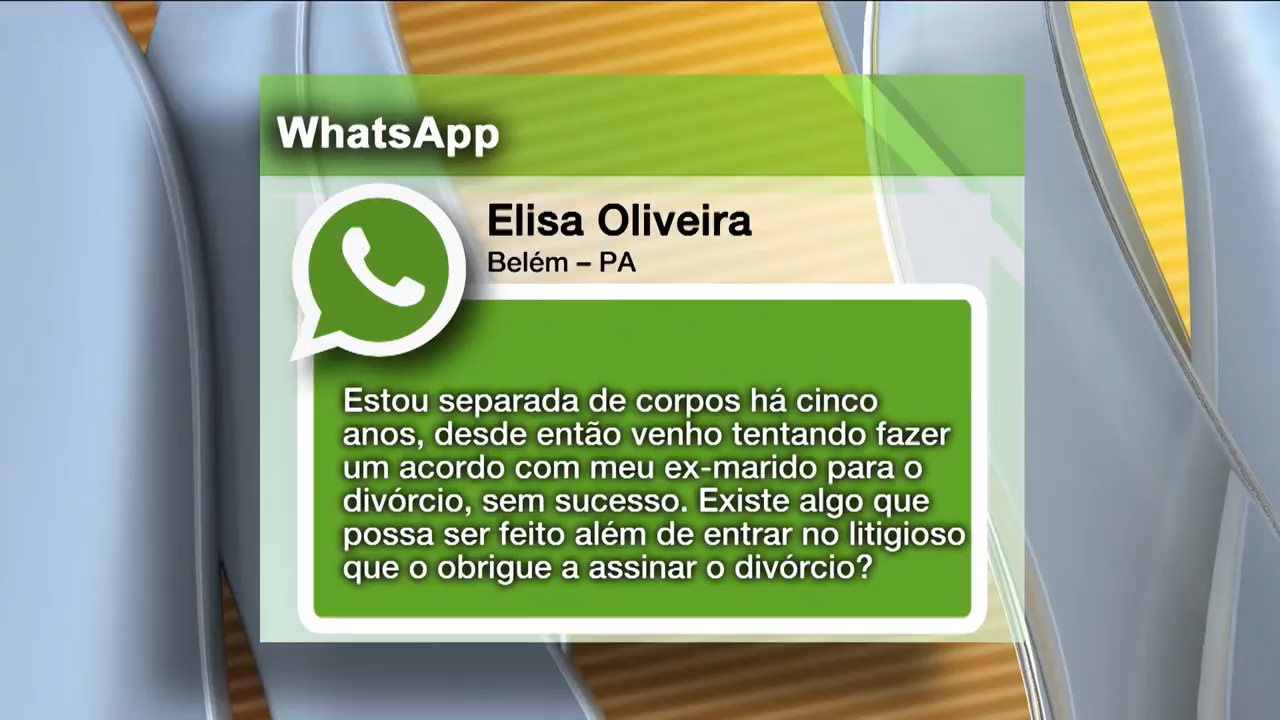 WhatsApp
Elisa Oliveira
Belém – PA
Estou separada de corpos há cinco
anos, desde então venho tentando fazer
um acordo com meu ex-marido para o
divórcio, sem sucesso. Existe algo que
possa ser feito além de entrar no litigioso
que o obrigue a assinar o divórcio?